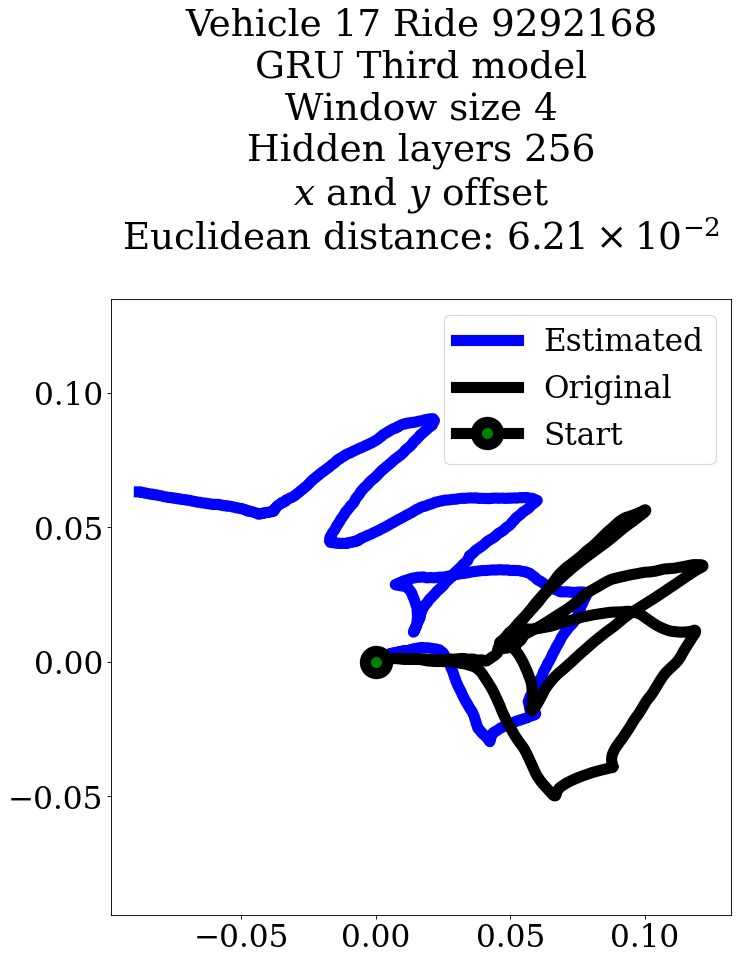 Vehicle 17 Ride 9292168
GRU Third model
Window size 4
Hidden layers 256
x and y offset
Euclidean distance: 6.21 × 10⁻²
Estimated
Original
Start
0.10
0.05
0.00
−0.05
−0.05 0.00 0.05 0.10